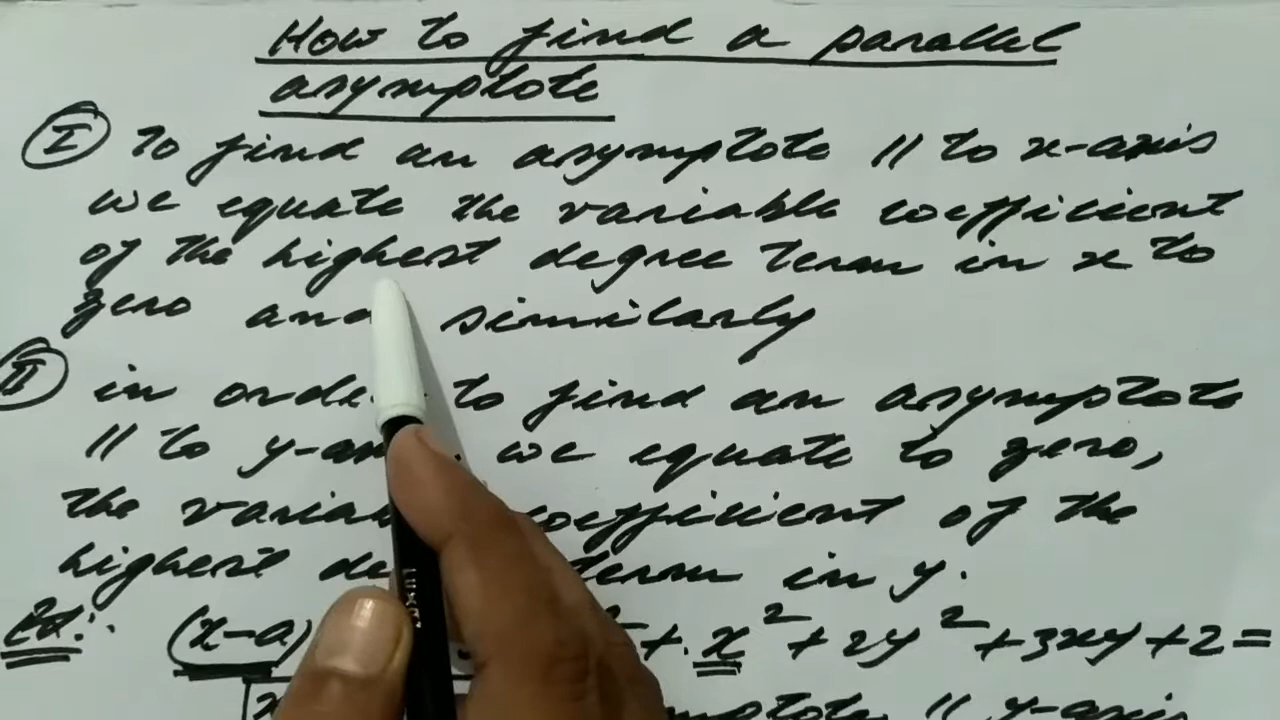 How to find a parallel
asymptote
I To find an asymptote // to x-axis
we equate the variable coefficient
of the highest degree term in x to
zero and similarly
II in order to find an asymptote
// to y-axis, we equate to zero,
the variable coefficient of the
highest term in y.
Ex:. (x-a) + x² + 2y² + 3xy + 2 =
// y-axis
LUXOR